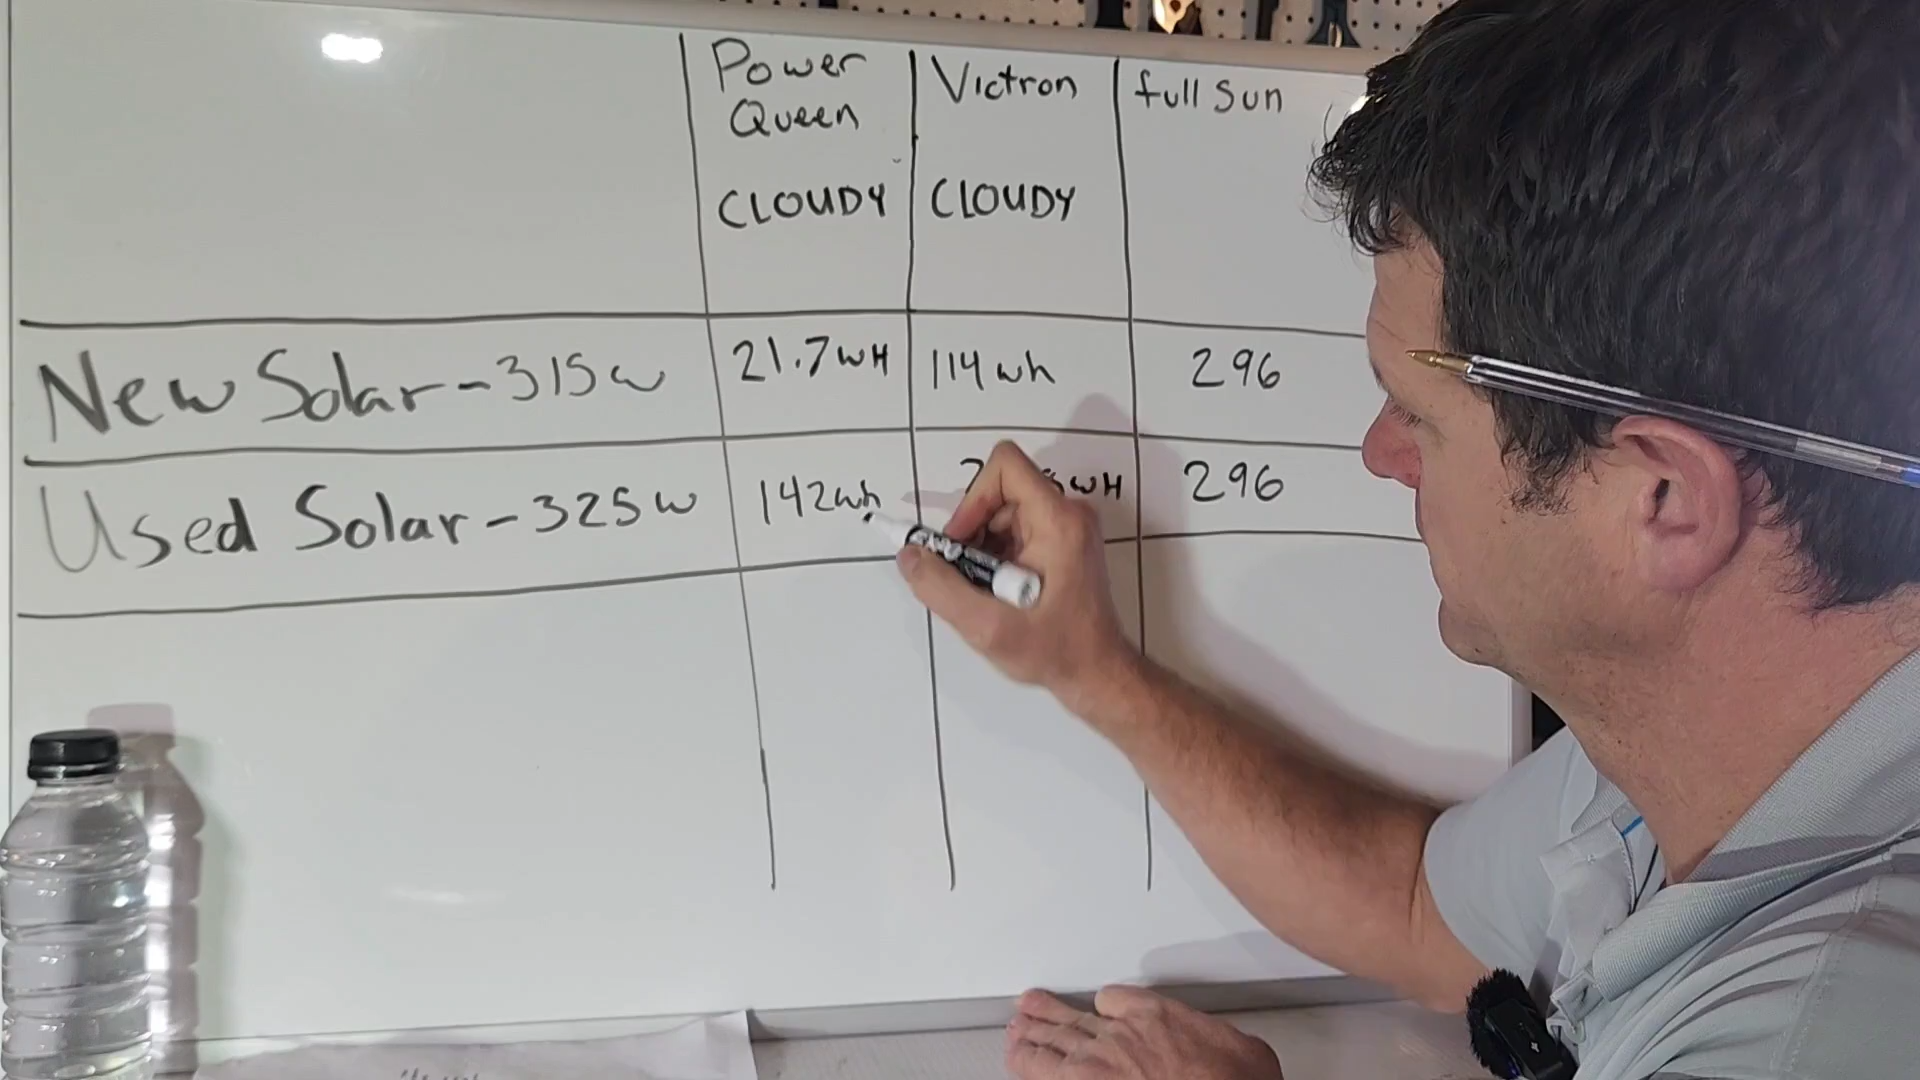 Power
Queen
CLOUDY
Victron
CLOUDY
full Sun
New Solar - 315w
21.7wH
114wh
296
Used Solar - 325w
142wh
wH
296